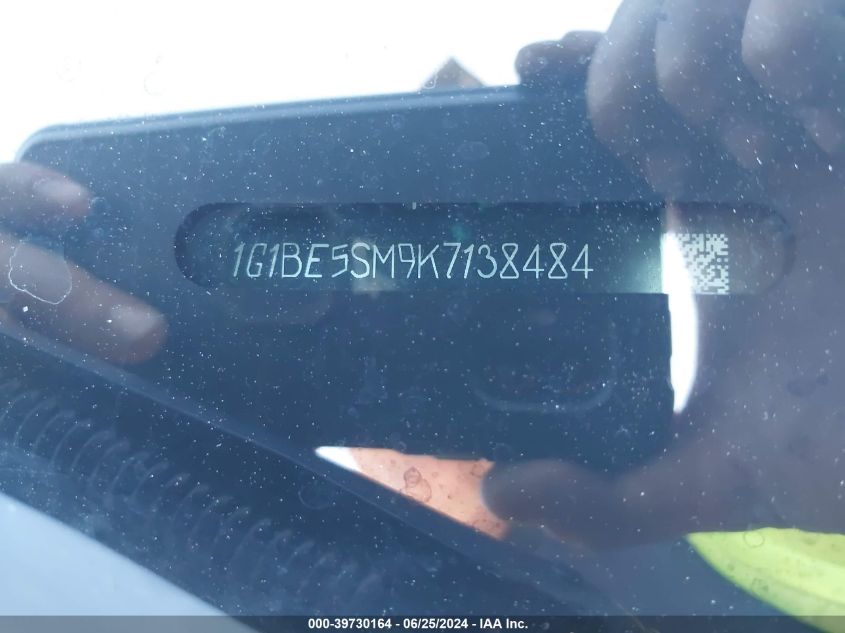 1G1BE5SM9K7138484
000-39730164 - 06/25/2024 - IAA Inc.